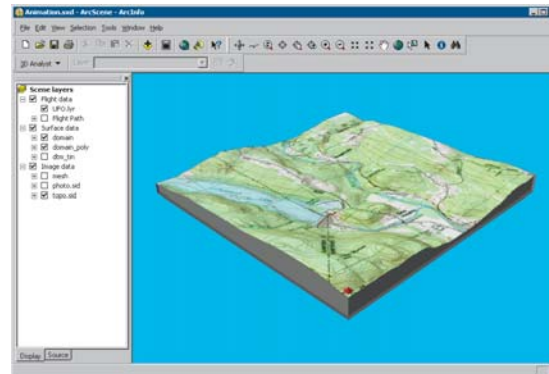 Animation.sxd - ArcScene - ArcInfo
File Edit View Selection Tools Window Help
3D Analyst Layer:
Scene layers
Flight data
UFO.lyr
Flight Path
Surface data
domain
domain_poly
Image data
mesh
photo.sid
topo.sid
Display Source